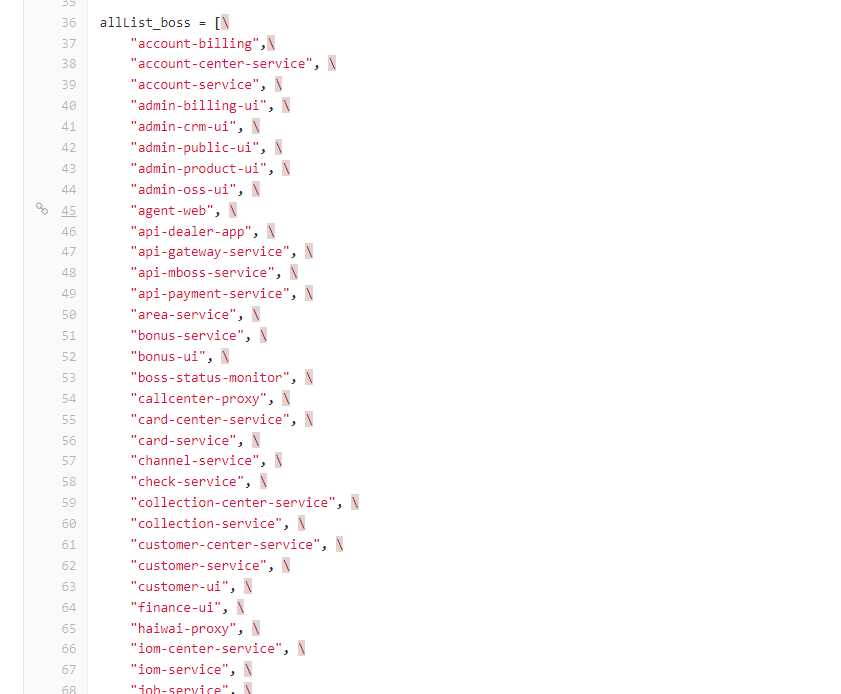 35
36 allList_boss = [\
37 "account-billing",\
38 "account-center-service", \
39 "account-service", \
40 "admin-billing-ui", \
41 "admin-crm-ui", \
42 "admin-public-ui", \
43 "admin-product-ui", \
44 "admin-oss-ui", \
45 "agent-web", \
46 "api-dealer-app", \
47 "api-gateway-service", \
48 "api-mboss-service", \
49 "api-payment-service", \
50 "area-service", \
51 "bonus-service", \
52 "bonus-ui", \
53 "boss-status-monitor", \
54 "callcenter-proxy", \
55 "card-center-service", \
56 "card-service", \
57 "channel-service", \
58 "check-service", \
59 "collection-center-service", \
60 "collection-service", \
61 "customer-center-service", \
62 "customer-service", \
63 "customer-ui", \
64 "finance-ui", \
65 "haiwai-proxy", \
66 "iom-center-service", \
67 "iom-service", \
68 "job-service", \